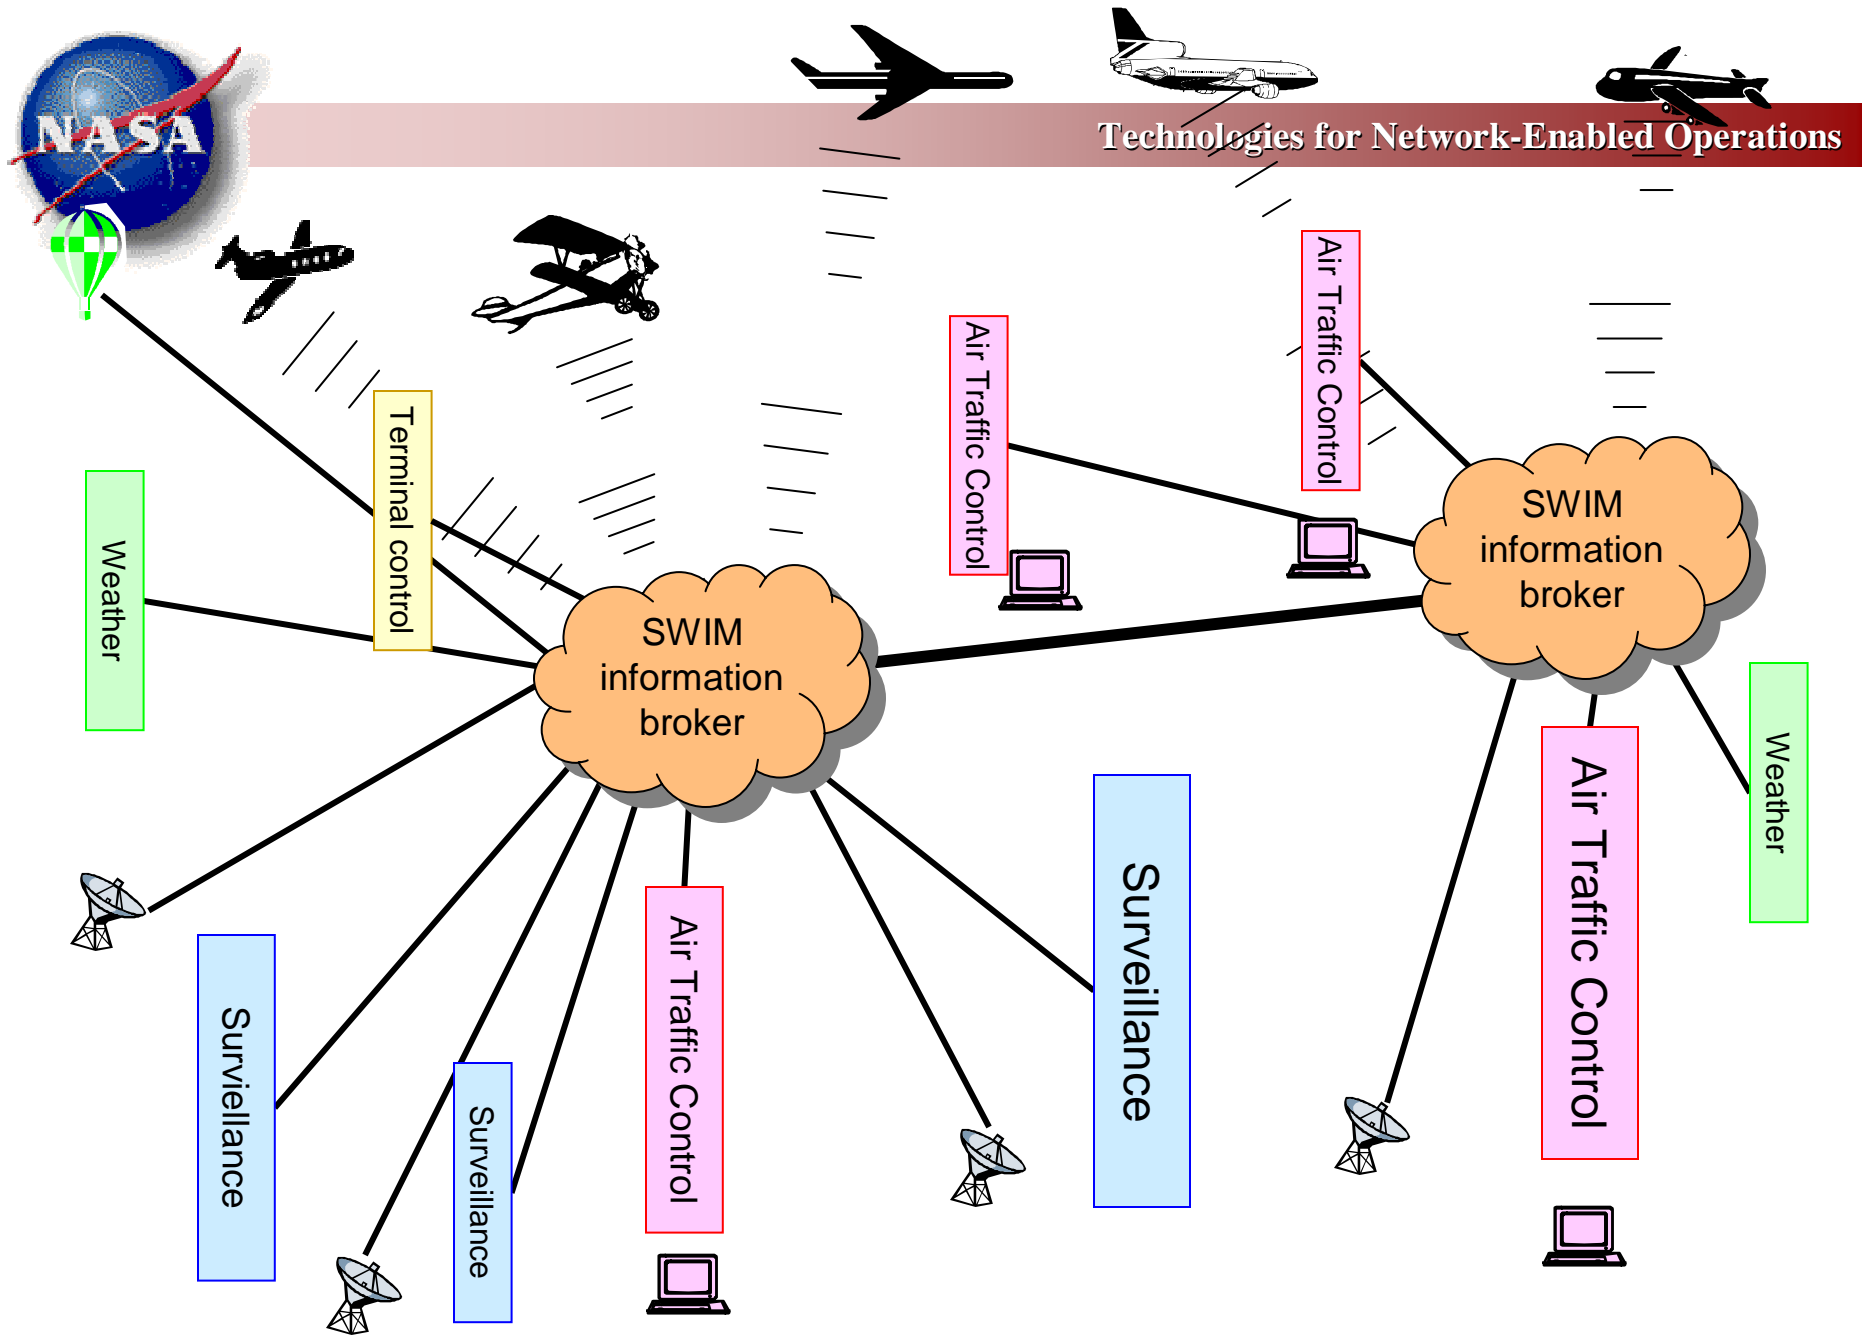 NASA
Technologies for Network-Enabled Operations
Air Traffic Control
Air Traffic Control
Terminal control
Weather
SWIM
information
broker
SWIM
information
broker
Weather
Air Traffic Control
Surveillance
Air Traffic Control
Surviellance
Surveillance